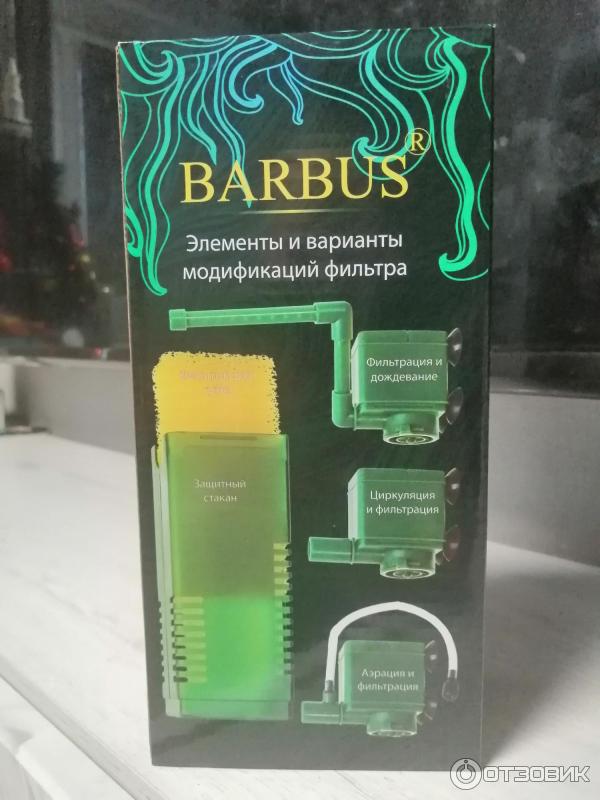 BARBUS®
Элементы и варианты
модификаций фильтра
Фильтрация и
дождевание
Защитный
стакан
Циркуляция
и фильтрация
Аэрация и
фильтрация
ОТЗОВИК